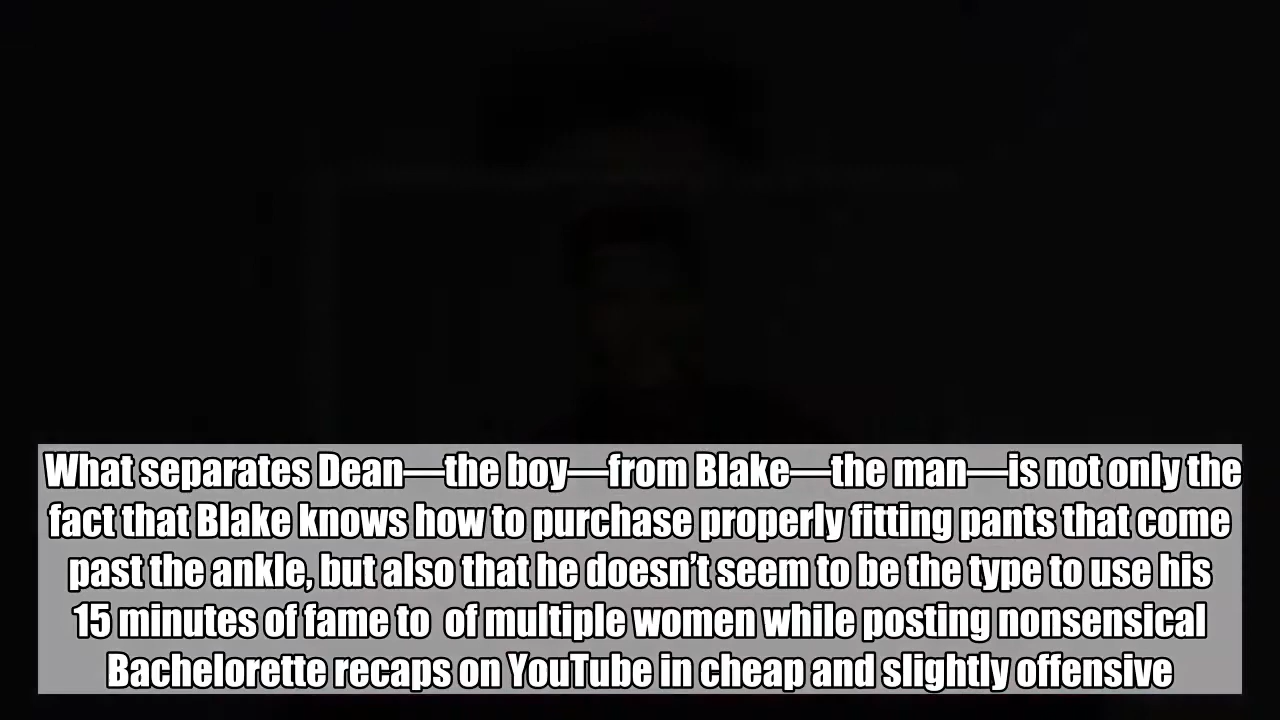 What separates Dean—the boy—from Blake—the man—is not only the
fact that Blake knows how to purchase properly fitting pants that come
past the ankle, but also that he doesn’t seem to be the type to use his
15 minutes of fame to  of multiple women while posting nonsensical
Bachelorette recaps on YouTube in cheap and slightly offensive